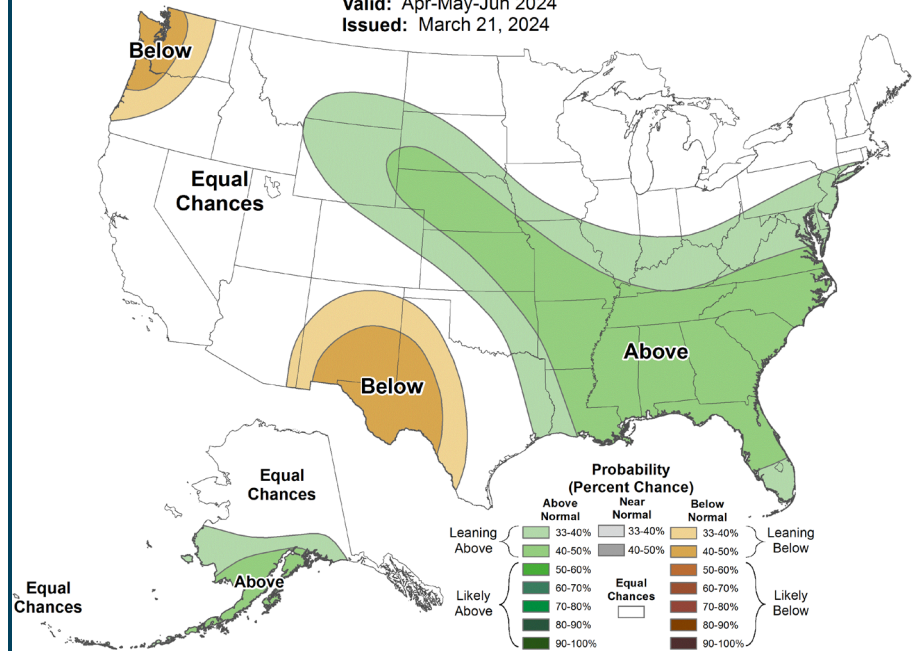 Valid: Apr-May-Jun 2024
Issued: March 21, 2024
Below
Equal
Chances
Above
Below
Equal
Chances
Above
Equal
Chances
Probability
(Percent Chance)
Above
Normal
Near
Normal
Below
Normal
Leaning
Above
33-40%
40-50%
33-40%
40-50%
33-40%
40-50%
Leaning
Below
Likely
Above
50-60%
60-70%
70-80%
80-90%
90-100%
Equal
Chances
50-60%
60-70%
70-80%
80-90%
90-100%
Likely
Below